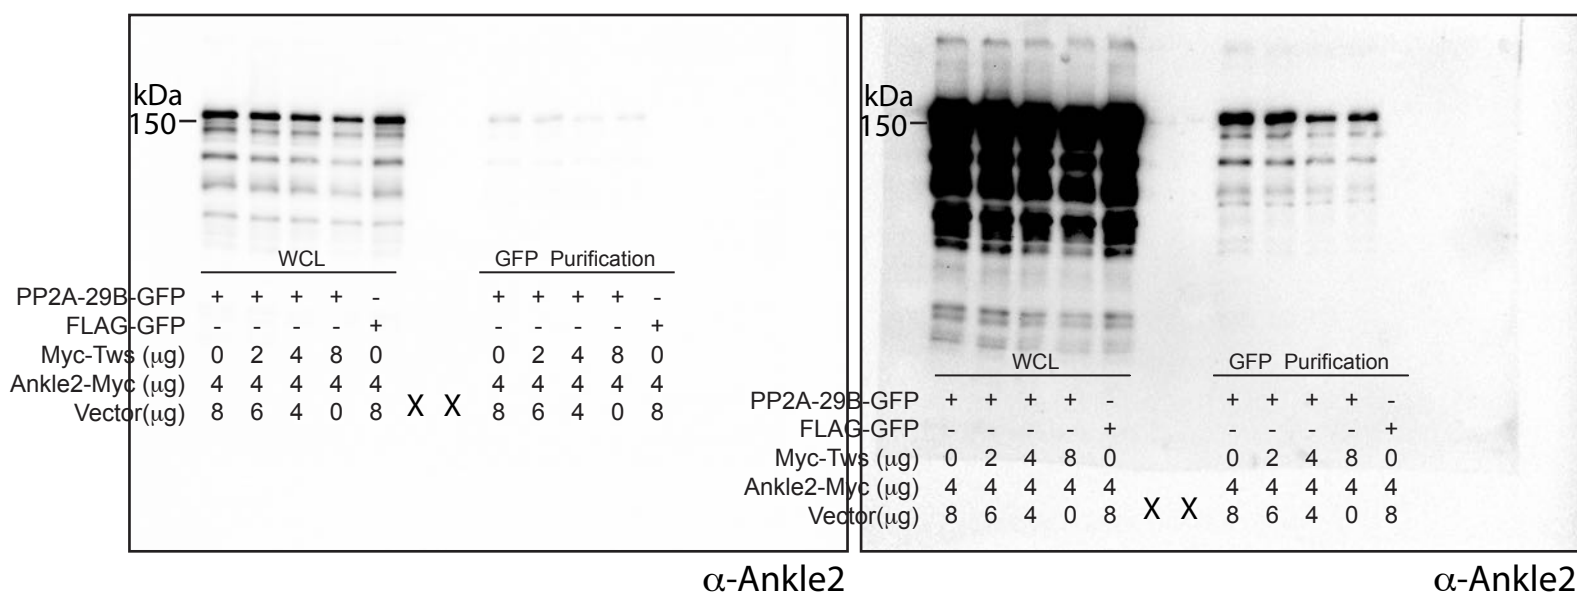 kDa
150
WCL GFP Purification
PP2A-29B-GFP + + + + - + + + + -
FLAG-GFP - - - - + - - - - +
Myc-Tws (μg) 0 2 4 8 0 0 2 4 8 0
Ankle2-Myc (μg) 4 4 4 4 4 4 4 4 4 4
Vector(μg) 8 6 4 0 8 X X 8 6 4 0 8
α-Ankle2
kDa
150
WCL GFP Purification
PP2A-29B-GFP + + + + - + + + + -
FLAG-GFP - - - - + - - - - +
Myc-Tws (μg) 0 2 4 8 0 0 2 4 8 0
Ankle2-Myc (μg) 4 4 4 4 4 4 4 4 4 4
Vector(μg) 8 6 4 0 8 X X 8 6 4 0 8
α-Ankle2